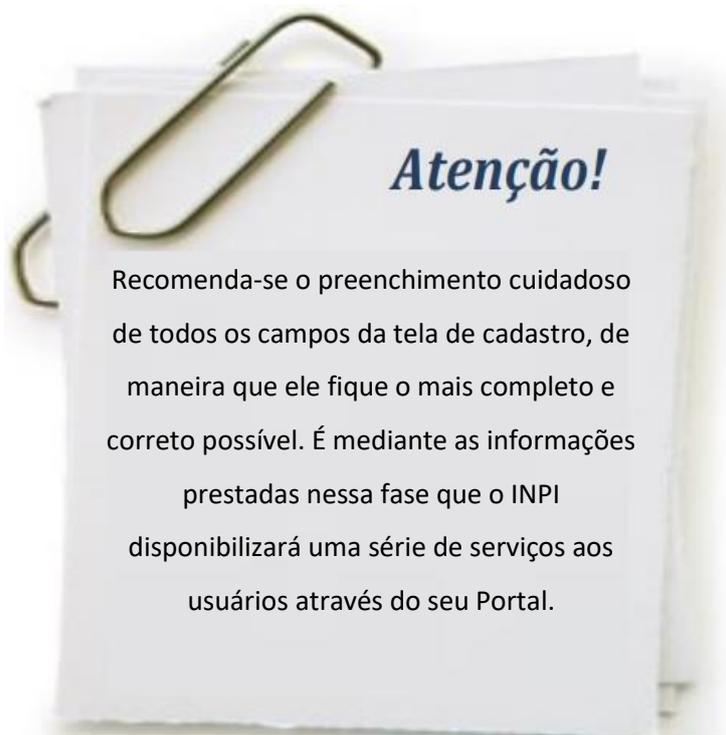 Atenção!
Recomenda-se o preenchimento cuidadoso
de todos os campos da tela de cadastro, de
maneira que ele fique o mais completo e
correto possível. É mediante as informações
prestadas nessa fase que o INPI
disponibilizará uma série de serviços aos
usuários através do seu Portal.